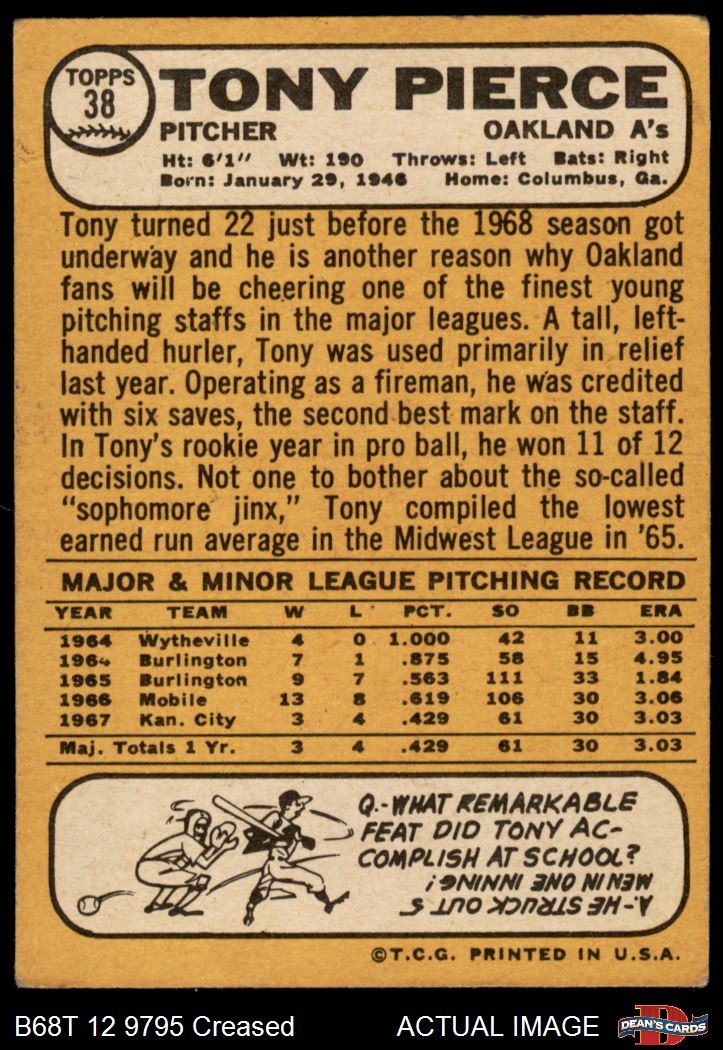 TOPPS
38
TONY PIERCE
PITCHER OAKLAND A's
Ht: 6'1" Wt: 190 Throws: Left Bats: Right
Born: January 29, 1946 Home: Columbus, Ga.
Tony turned 22 just before the 1968 season got
underway and he is another reason why Oakland
fans will be cheering one of the finest young
pitching staffs in the major leagues. A tall, left-
handed hurler, Tony was used primarily in relief
last year. Operating as a fireman, he was credited
with six saves, the second best mark on the staff.
In Tony's rookie year in pro ball, he won 11 of 12
decisions. Not one to bother about the so-called
"sophomore jinx," Tony compiled the lowest
earned run average in the Midwest League in '65.
MAJOR & MINOR LEAGUE PITCHING RECORD
YEAR TEAM W L PCT. SO BB ERA
1964 Wytheville 4 0 1.000 42 11 3.00
1964 Burlington 7 1 .875 58 15 4.95
1965 Burlington 9 7 .563 111 33 1.84
1966 Mobile 13 8 .619 106 30 3.06
1967 Kan. City 3 4 .429 61 30 3.03
Maj. Totals 1 Yr. 3 4 .429 61 30 3.03
Q.-WHAT REMARKABLE
FEAT DID TONY AC-
COMPLISH AT SCHOOL?
A.-HE STRUCK OUT 5
MEN IN ONE INNING!
©T.C.G. PRINTED IN U.S.A.
B68T 12 9795 Creased ACTUAL IMAGE
D
DEAN'S CARDS